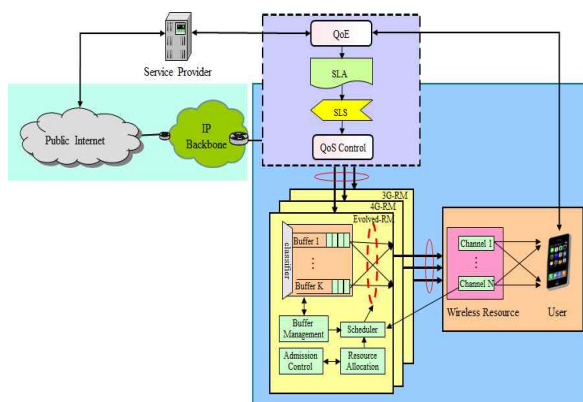 QoE
Service Provider
SLA
SLS
QoS Control
Public Internet
IP
Backbone
3G-RM
4G-RM
Evolved-RM
classifier
Buffer 1
Buffer K
Buffer
Management
Scheduler
Admission
Control
Resource
Allocation
Channel 1
Channel N
Wireless Resource
User